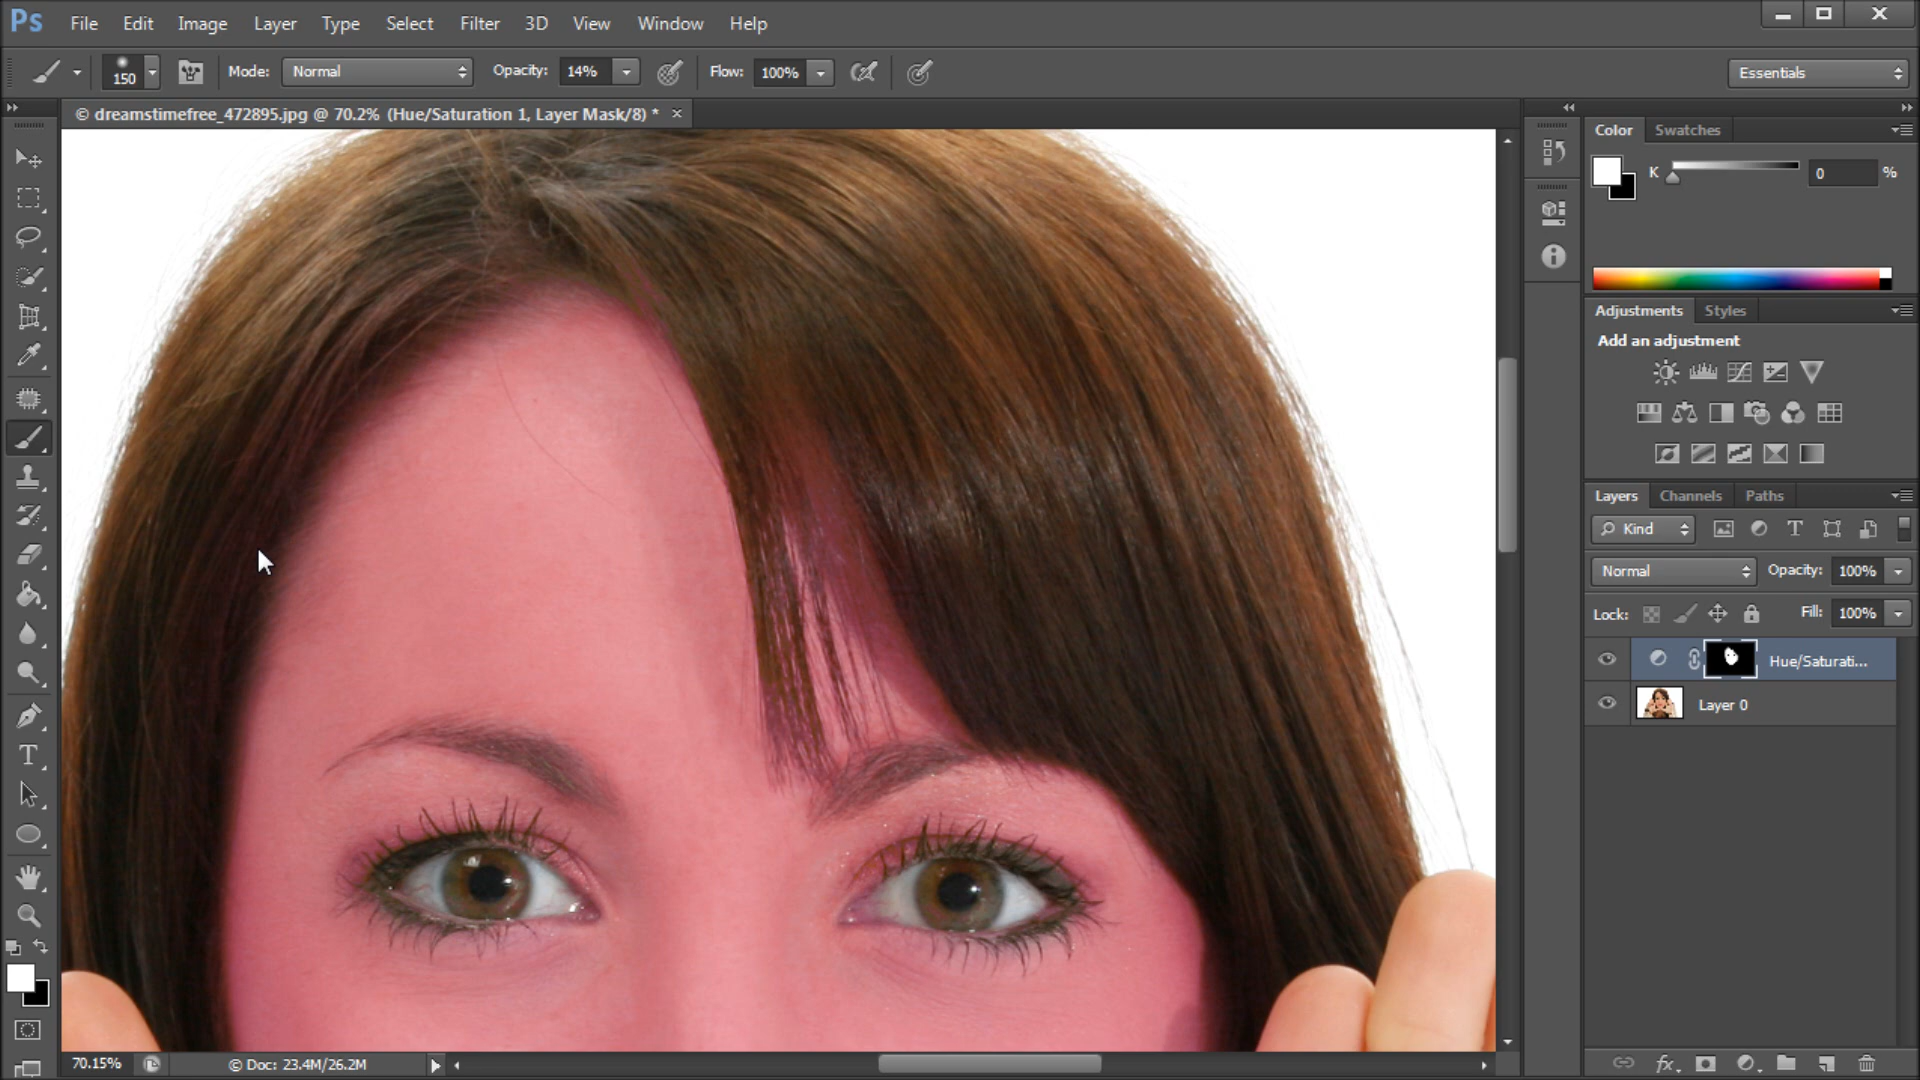 Ps File Edit Image Layer Type Select Filter 3D View Window Help
150 Mode: Normal Opacity: 14% Flow: 100% Essentials
© dreamstimefree_472895.jpg @ 70.2% (Hue/Saturation 1, Layer Mask/8) * ×
Color Swatches
K 0 %
Adjustments Styles
Add an adjustment
Layers Channels Paths
Kind T
Normal Opacity: 100%
Lock: Fill: 100%
Hue/Saturati...
Layer 0
T
70.15% © Doc: 23.4M/26.2M
fx